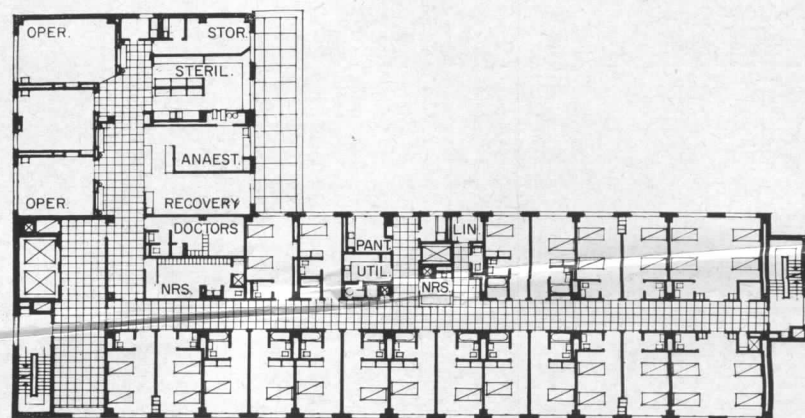 OPER.
STOR.
STERIL.
ANAEST.
OPER.
RECOVERY
DOCTORS
PANT.
LIN
UTIL.
NRS.
NRS.